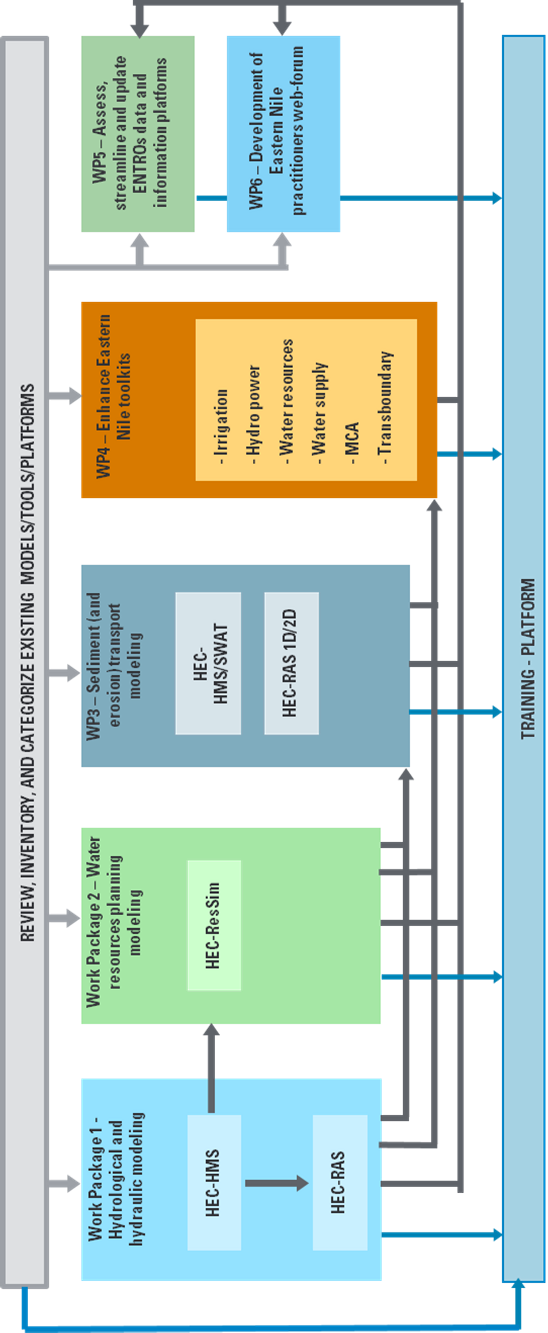 REVIEW, INVENTORY, AND CATEGORIZE EXISTING MODELS/TOOLS/PLATFORMS
Work Package 1 -
Hydrological and
hydraulic modeling
HEC-HMS
HEC-RAS
Work Package 2 – Water
resources planning
modeling
HEC-ResSim
WP3 – Sediment (and
erosion) transport
modeling
HEC-
HMS/SWAT
HEC-RAS 1D/2D
WP4 – Enhance Eastern
Nile toolkits
- Irrigation
- Hydro power
- Water resources
- Water supply
- MCA
- Transboundary
WP5 – Assess,
streamline and update
ENTROs data and
information platforms
WP6 – Development of
Eastern Nile
practitioners web-forum
TRAINING - PLATFORM